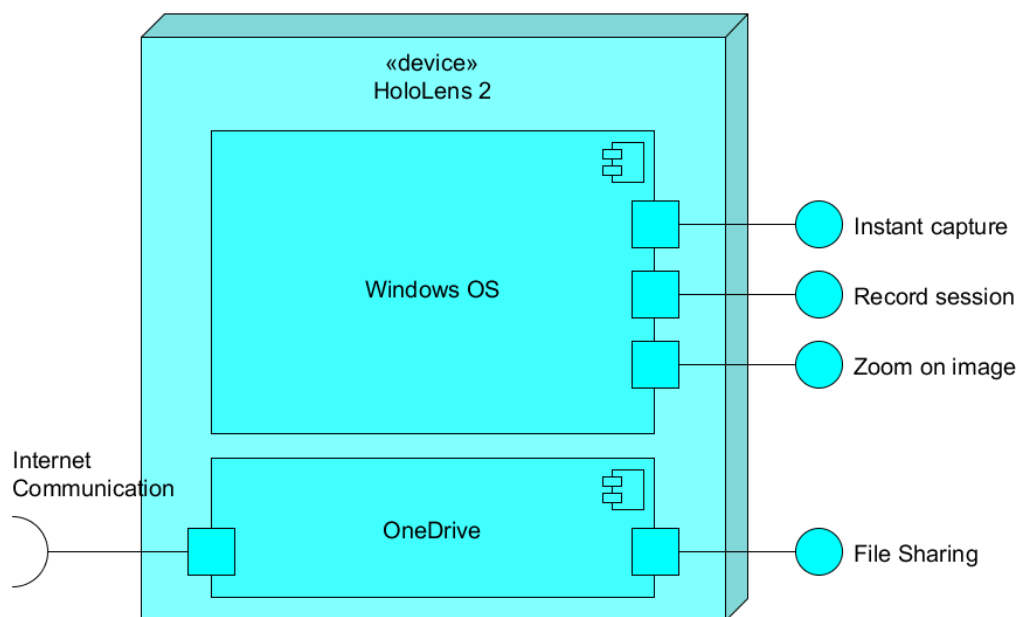 «device»
HoloLens 2
Instant capture
Windows OS
Record session
Zoom on image
Internet
Communication
OneDrive
File Sharing